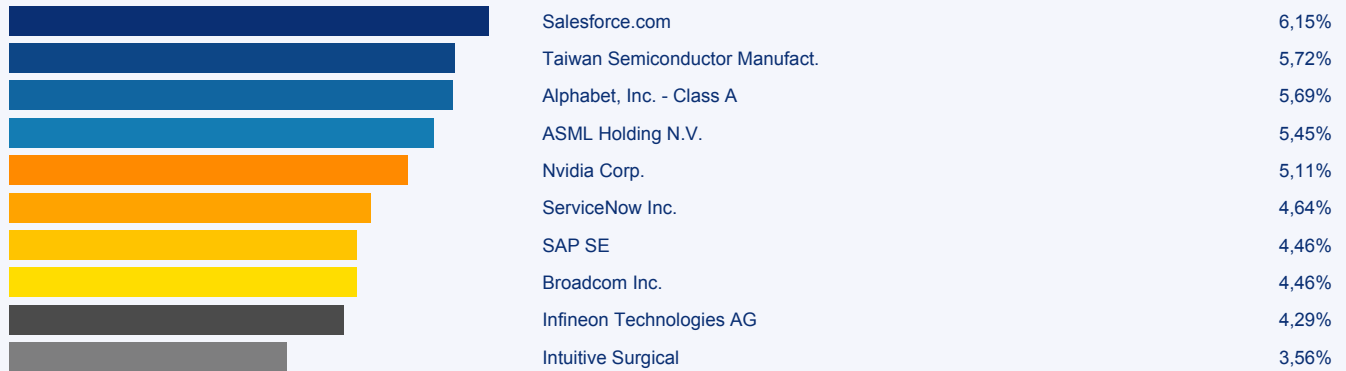 Salesforce.com 6,15%
Taiwan Semiconductor Manufact. 5,72%
Alphabet, Inc. - Class A 5,69%
ASML Holding N.V. 5,45%
Nvidia Corp. 5,11%
ServiceNow Inc. 4,64%
SAP SE 4,46%
Broadcom Inc. 4,46%
Infineon Technologies AG 4,29%
Intuitive Surgical 3,56%